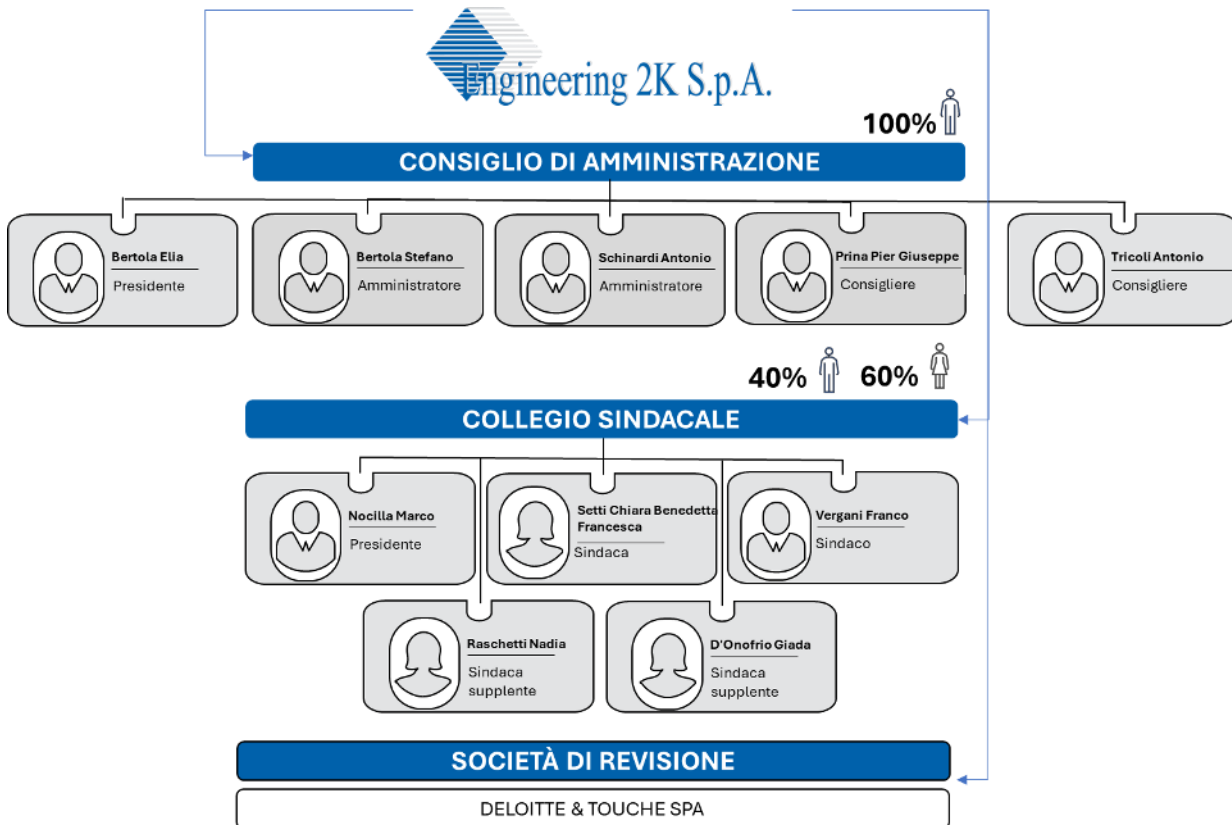 Engineering 2K S.p.A.
100%
CONSIGLIO DI AMMINISTRAZIONE
Bertola Elia
Presidente
Bertola Stefano
Amministratore
Schinardi Antonio
Amministratore
Prina Pier Giuseppe
Consigliere
Tricoli Antonio
Consigliere
40% 60%
COLLEGIO SINDACALE
Nocilla Marco
Presidente
Setti Chiara Benedetta
Francesca
Sindaca
Vergani Franco
Sindaco
Raschetti Nadia
Sindaca
supplente
D'Onofrio Giada
Sindaca
supplente
SOCIETÀ DI REVISIONE
DELOITTE & TOUCHE SPA